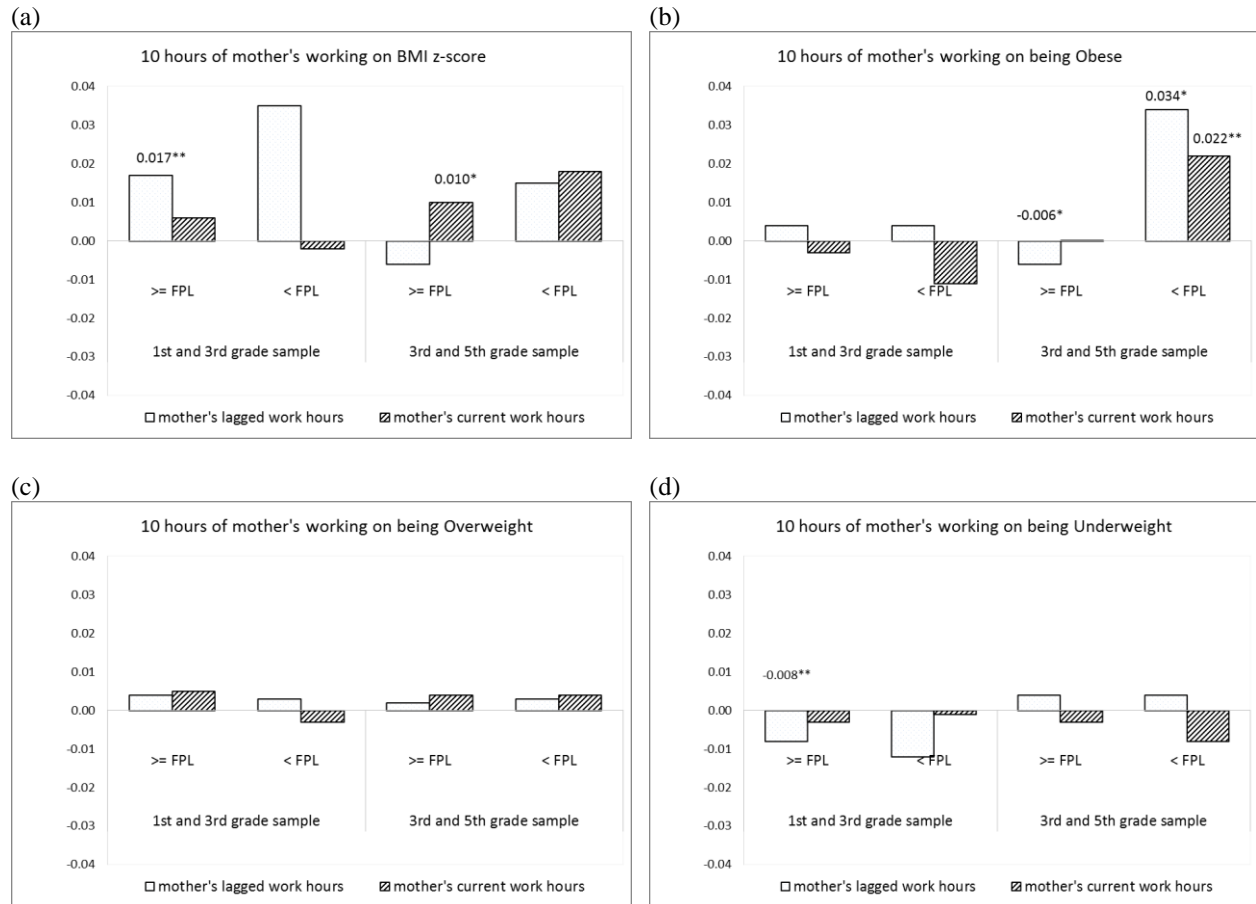 (a)
10 hours of mother's working on BMI z-score
0.04
0.03
0.02
0.01
0.00
-0.01
-0.02
-0.03
-0.04
0.017**
0.010*
>= FPL
< FPL
>= FPL
< FPL
1st and 3rd grade sample
3rd and 5th grade sample
mother's lagged work hours
mother's current work hours
(b)
10 hours of mother's working on being Obese
0.04
0.03
0.02
0.01
0.00
-0.01
-0.02
-0.03
-0.04
0.034*
0.022**
-0.006*
>= FPL
< FPL
>= FPL
< FPL
1st and 3rd grade sample
3rd and 5th grade sample
mother's lagged work hours
mother's current work hours
(c)
10 hours of mother's working on being Overweight
0.04
0.03
0.02
0.01
0.00
-0.01
-0.02
-0.03
-0.04
>= FPL
< FPL
>= FPL
< FPL
1st and 3rd grade sample
3rd and 5th grade sample
mother's lagged work hours
mother's current work hours
(d)
10 hours of mother's working on being Underweight
0.04
0.03
0.02
0.01
0.00
-0.01
-0.02
-0.03
-0.04
-0.008**
>= FPL
< FPL
>= FPL
< FPL
1st and 3rd grade sample
3rd and 5th grade sample
mother's lagged work hours
mother's current work hours